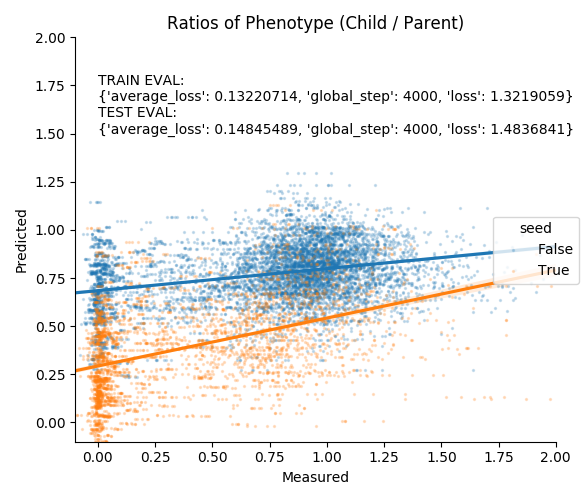 Ratios of Phenotype (Child / Parent)
2.00
1.75
1.50
1.25
1.00
0.75
0.50
0.25
0.00
Predicted
TRAIN EVAL:
{'average_loss': 0.13220714, 'global_step': 4000, 'loss': 1.3219059}
TEST EVAL:
{'average_loss': 0.14845489, 'global_step': 4000, 'loss': 1.4836841}
seed
False
True
0.00 0.25 0.50 0.75 1.00 1.25 1.50 1.75 2.00
Measured